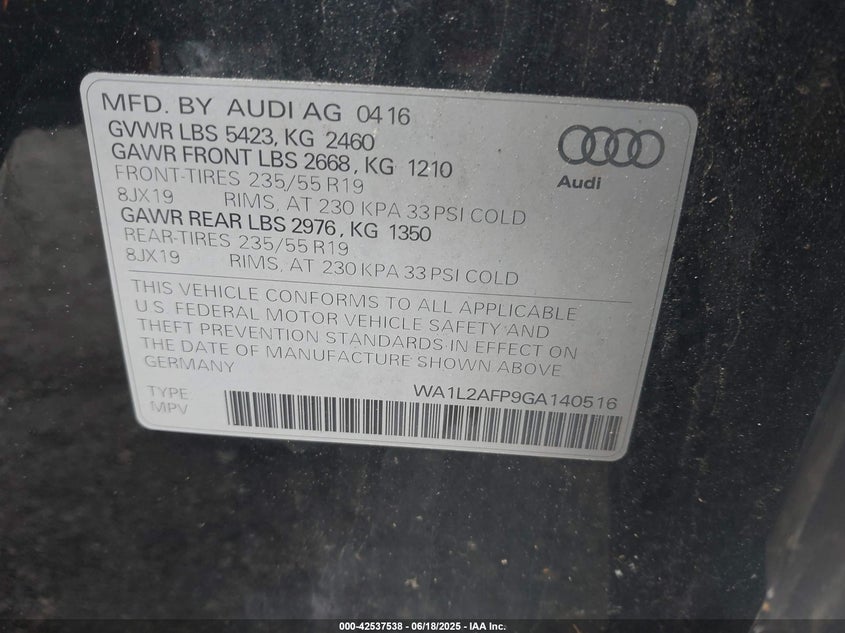 MFD. BY AUDI AG 04 16
GVWR LBS 5423, KG 2460
GAWR FRONT LBS 2668, KG 1210
FRONT-TIRES 235/55 R19
8JX19 RIMS, AT 230 KPA 33 PSI COLD
GAWR REAR LBS 2976, KG 1350
REAR-TIRES 235/55 R19
8JX19 RIMS, AT 230 KPA 33 PSI COLD
Audi
THIS VEHICLE CONFORMS TO ALL APPLICABLE
U.S. FEDERAL MOTOR VEHICLE SAFETY AND
THEFT PREVENTION STANDARDS IN EFFECT ON
THE DATE OF MANUFACTURE SHOWN ABOVE
GERMANY
WA1L2AFP9GA140516
TYPE:
MPV
000-42537538 - 06/18/2025 - IAA Inc.